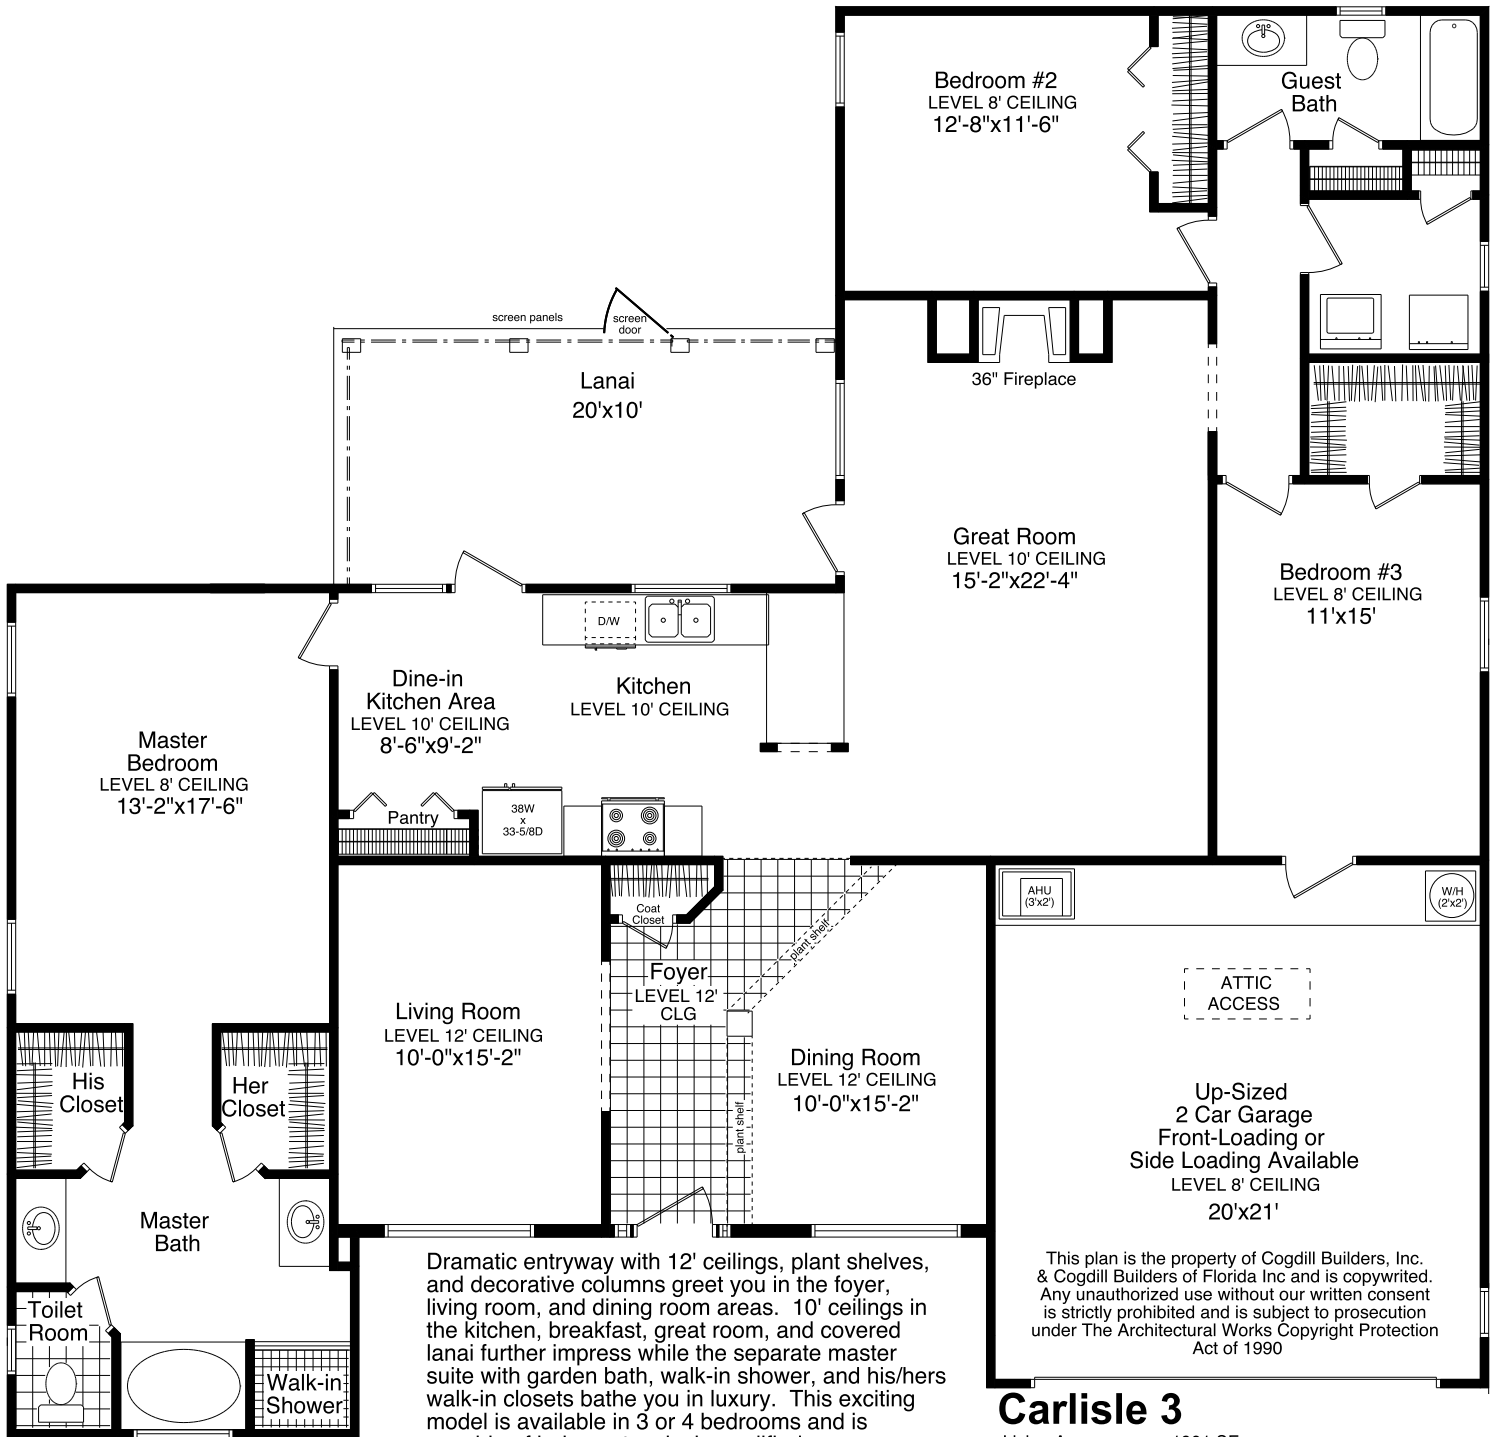 Bedroom #2
LEVEL 8' CEILING
12'-8"x11'-6"
Guest
Bath
screen panels
screen
door
Lanai
20'x10'
36" Fireplace
Great Room
LEVEL 10' CEILING
15'-2"x22'-4"
Bedroom #3
LEVEL 8' CEILING
11'x15'
D/W
Dine-in
Kitchen Area
LEVEL 10' CEILING
8'-6"x9'-2"
Kitchen
LEVEL 10' CEILING
Master
Bedroom
LEVEL 8' CEILING
13'-2"x17'-6"
Pantry
38W
x
33-5/8D
Coat
Closet
plant shelf
AHU
(3'x2')
W/H
(2'x2')
Foyer
LEVEL 12'
CLG
ATTIC
ACCESS
Living Room
LEVEL 12' CEILING
10'-0"x15'-2"
Dining Room
LEVEL 12' CEILING
10'-0"x15'-2"
plant shelf
His
Closet
Her
Closet
Up-Sized
2 Car Garage
Front-Loading or
Side Loading Available
LEVEL 8' CEILING
20'x21'
Master
Bath
Toilet
Room
Walk-in
Shower
This plan is the property of Cogdill Builders, Inc.
& Cogdill Builders of Florida Inc and is copywrited.
Any unauthorized use without our written consent
is strictly prohibited and is subject to prosecution
under The Architectural Works Copyright Protection
Act of 1990
Dramatic entryway with 12' ceilings, plant shelves,
and decorative columns greet you in the foyer,
living room, and dining room areas.  10' ceilings in
the kitchen, breakfast, great room, and covered
lanai further impress while the separate master
suite with garden bath, walk-in shower, and his/hers
walk-in closets bathe you in luxury.  This exciting
model is available in 3 or 4 bedrooms and is
Carlisle 3